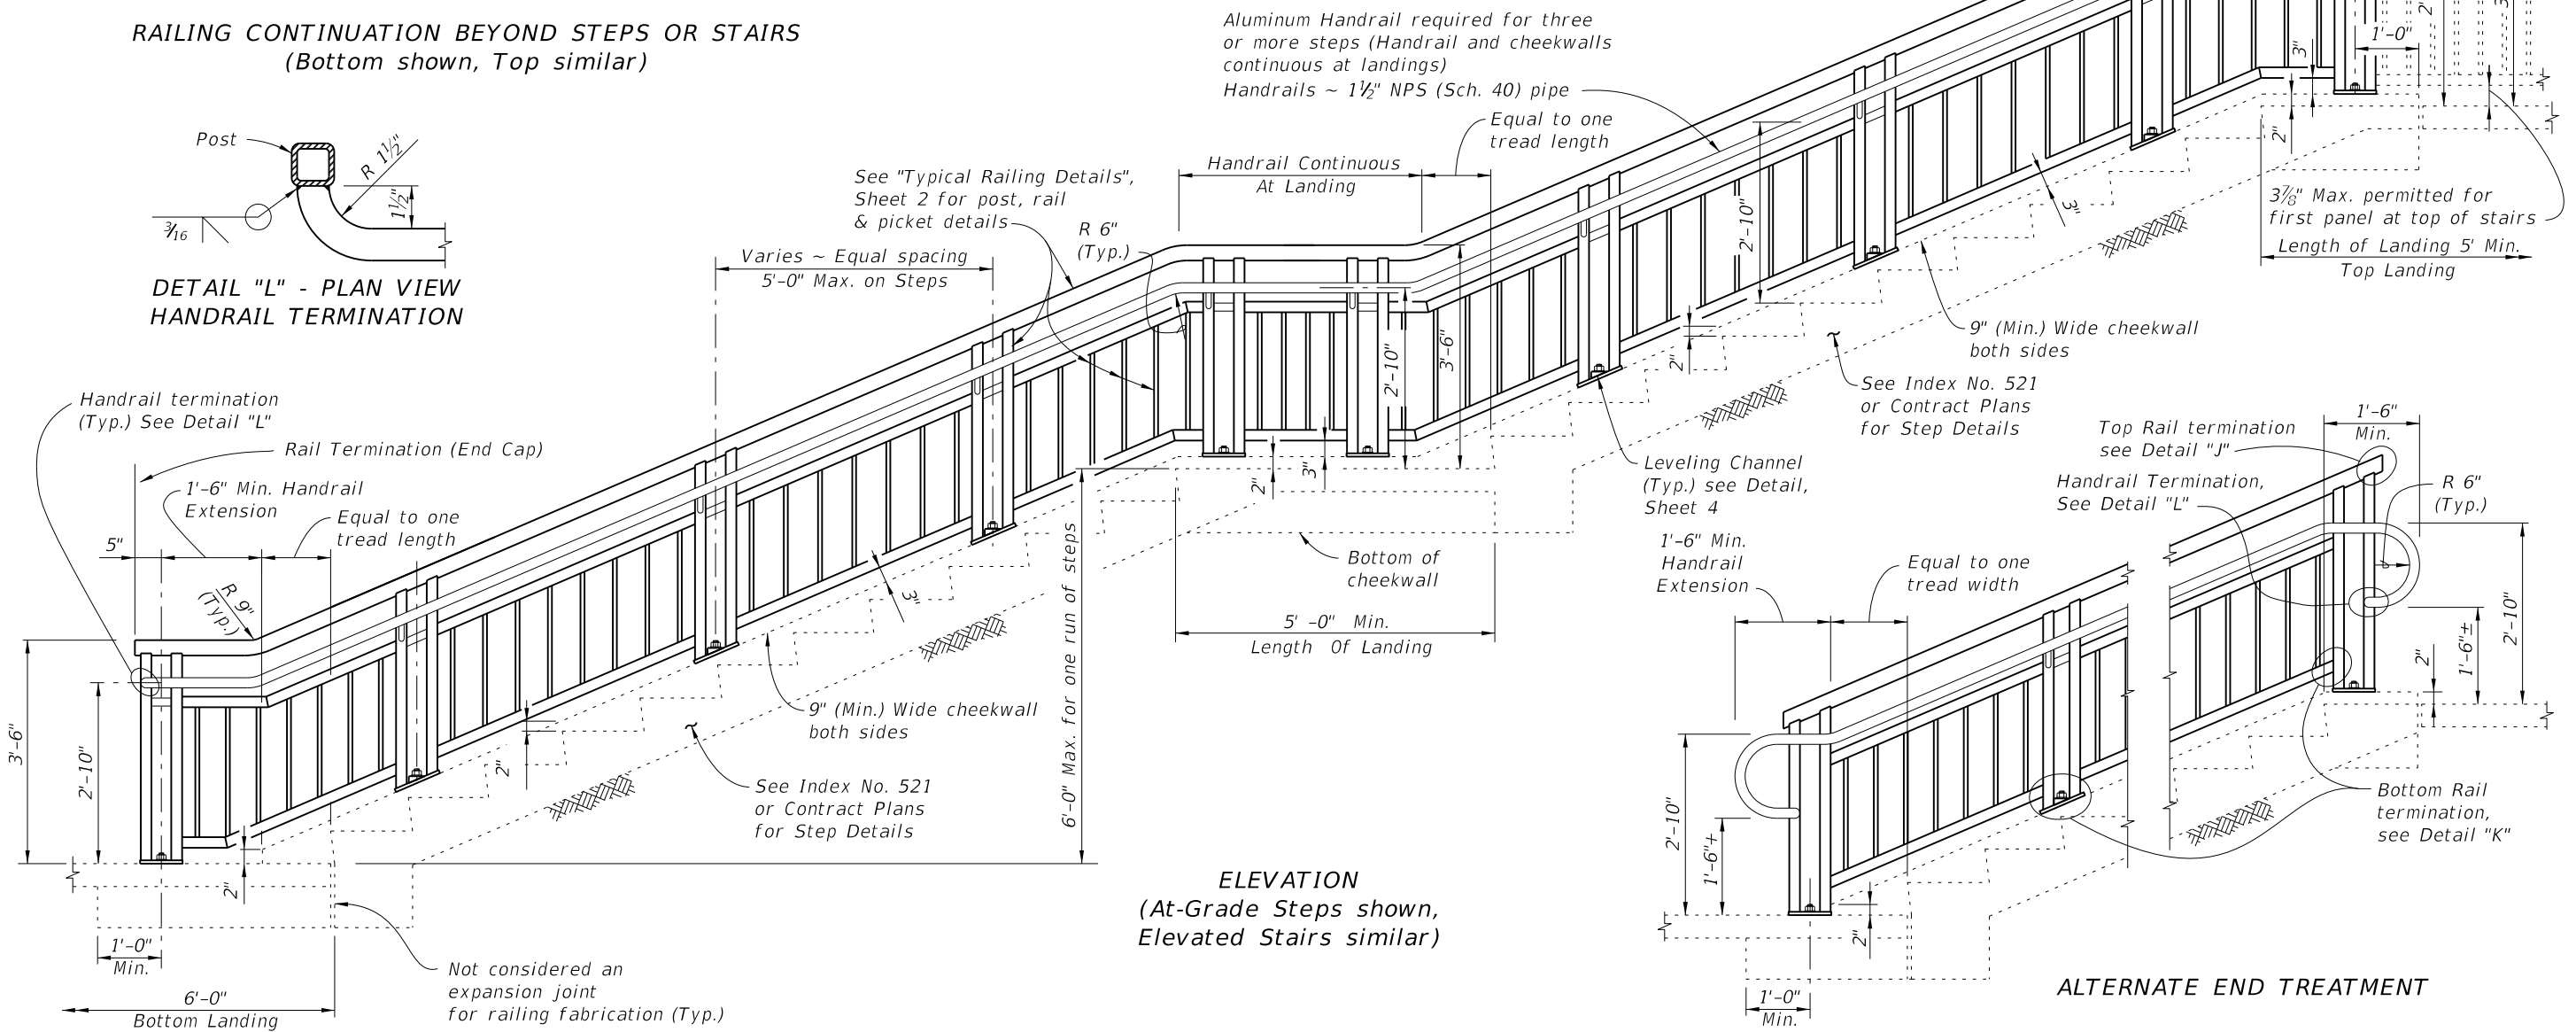 RAILING CONTINUATION BEYOND STEPS OR STAIRS
(Bottom shown, Top similar)
Post
R 1½"
1½"
3/16
DETAIL "L" - PLAN VIEW
HANDRAIL TERMINATION
Aluminum Handrail required for three
or more steps (Handrail and cheekwalls
continuous at landings)
Handrails ~ 1½" NPS (Sch. 40) pipe
Equal to one
tread length
Handrail Continuous
At Landing
See "Typical Railing Details",
Sheet 2 for post, rail
& picket details
R 6"
(Typ.)
Varies ~ Equal spacing
5'-0" Max. on Steps
1'-0"
3"
2"
3⅞" Max. permitted for
first panel at top of stairs
Length of Landing 5' Min.
Top Landing
2'-10"
3"
2"
9" (Min.) Wide cheekwall
both sides
See Index No. 521
or Contract Plans
for Step Details
Leveling Channel
(Typ.) see Detail,
Sheet 4
2'-10"
3'-6"
2"
3"
Bottom of
cheekwall
5' -0" Min.
Length Of Landing
6'-0" Max. for one run of steps
Handrail termination
(Typ.) See Detail "L"
Rail Termination (End Cap)
1'-6" Min. Handrail
Extension
Equal to one
tread length
5"
R 9"
(Typ.)
3'-6"
2'-10"
3"
2"
9" (Min.) Wide cheekwall
both sides
See Index No. 521
or Contract Plans
for Step Details
2"
1'-0"
Min.
6'-0"
Bottom Landing
Not considered an
expansion joint
for railing fabrication (Typ.)
ELEVATION
(At-Grade Steps shown,
Elevated Stairs similar)
1'-6"
Min.
Top Rail termination
see Detail "J"
Handrail Termination,
See Detail "L"
R 6"
(Typ.)
1'-6" Min.
Handrail
Extension
Equal to one
tread width
2'-10"
1'-6"±
2"
2'-10"
1'-6"+
2"
Bottom Rail
termination,
see Detail "K"
1'-0"
Min.
ALTERNATE END TREATMENT